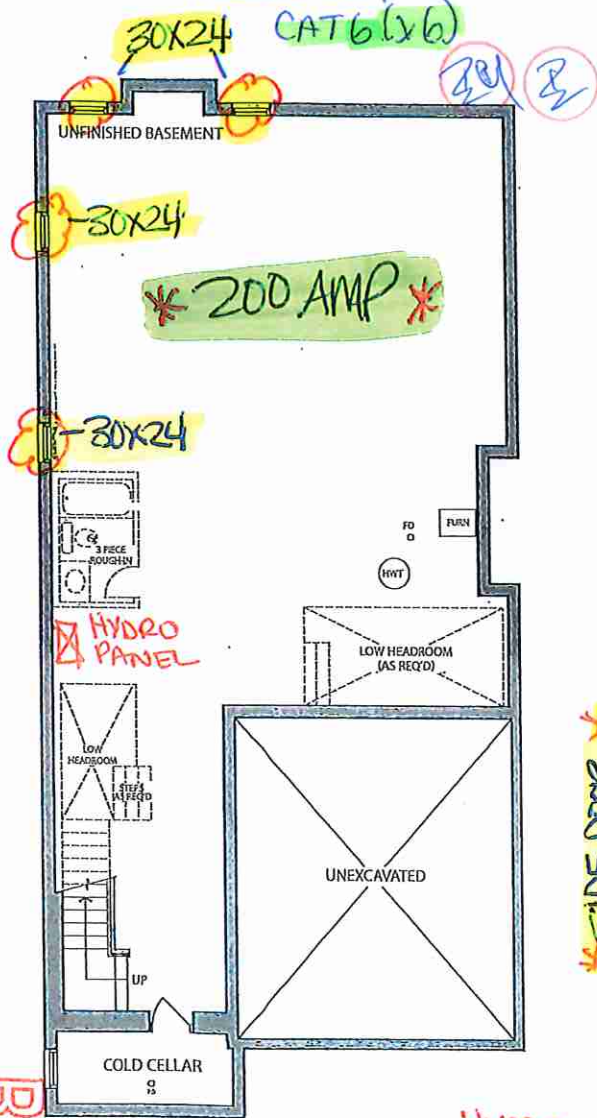 30X24 CAT6 (x6)
UNFINISHED BASEMENT
-30X24
* 200 AMP *
-30X24
3 PIECE
ROUGH-IN
FD
FURN
HWT
HYDRO
PANEL
LOW HEADROOM
(AS REQ'D)
LOW
HEADROOM
STEPS
AS REQ'D
UNEXCAVATED
UP
COLD CELLAR